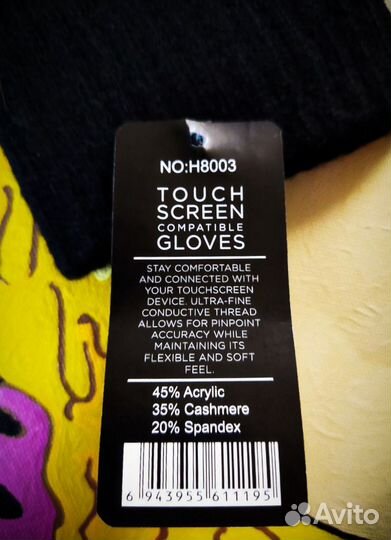 NO:H8003
TOUCH
SCREEN
COMPATIBLE
GLOVES
STAY COMFORTABLE
AND CONNECTED WITH
YOUR TOUCHSCREEN
DEVICE. ULTRA-FINE
CONDUCTIVE THREAD
ALLOWS FOR PINPOINT
ACCURACY WHILE
MAINTAINING ITS
FLEXIBLE AND SOFT
FEEL.
45% Acrylic
35% Cashmere
20% Spandex
6 943955 611195
Avito